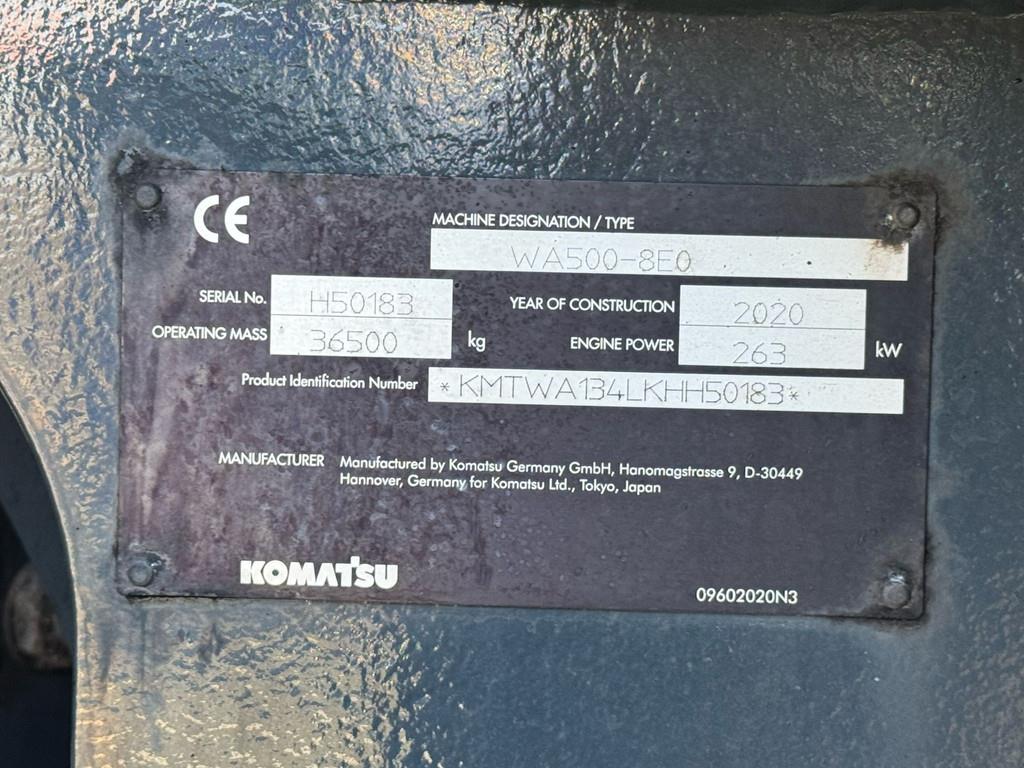 CE
MACHINE DESIGNATION / TYPE
WA500-8E0
SERIAL No. H50183 YEAR OF CONSTRUCTION 2020
OPERATING MASS 36500 kg ENGINE POWER 263 kW
Product Identification Number *KMTWA134LKHH50183*
MANUFACTURER Manufactured by Komatsu Germany GmbH, Hanomagstrasse 9, D-30449
Hannover, Germany for Komatsu Ltd., Tokyo, Japan
KOMATSU
09602020N3